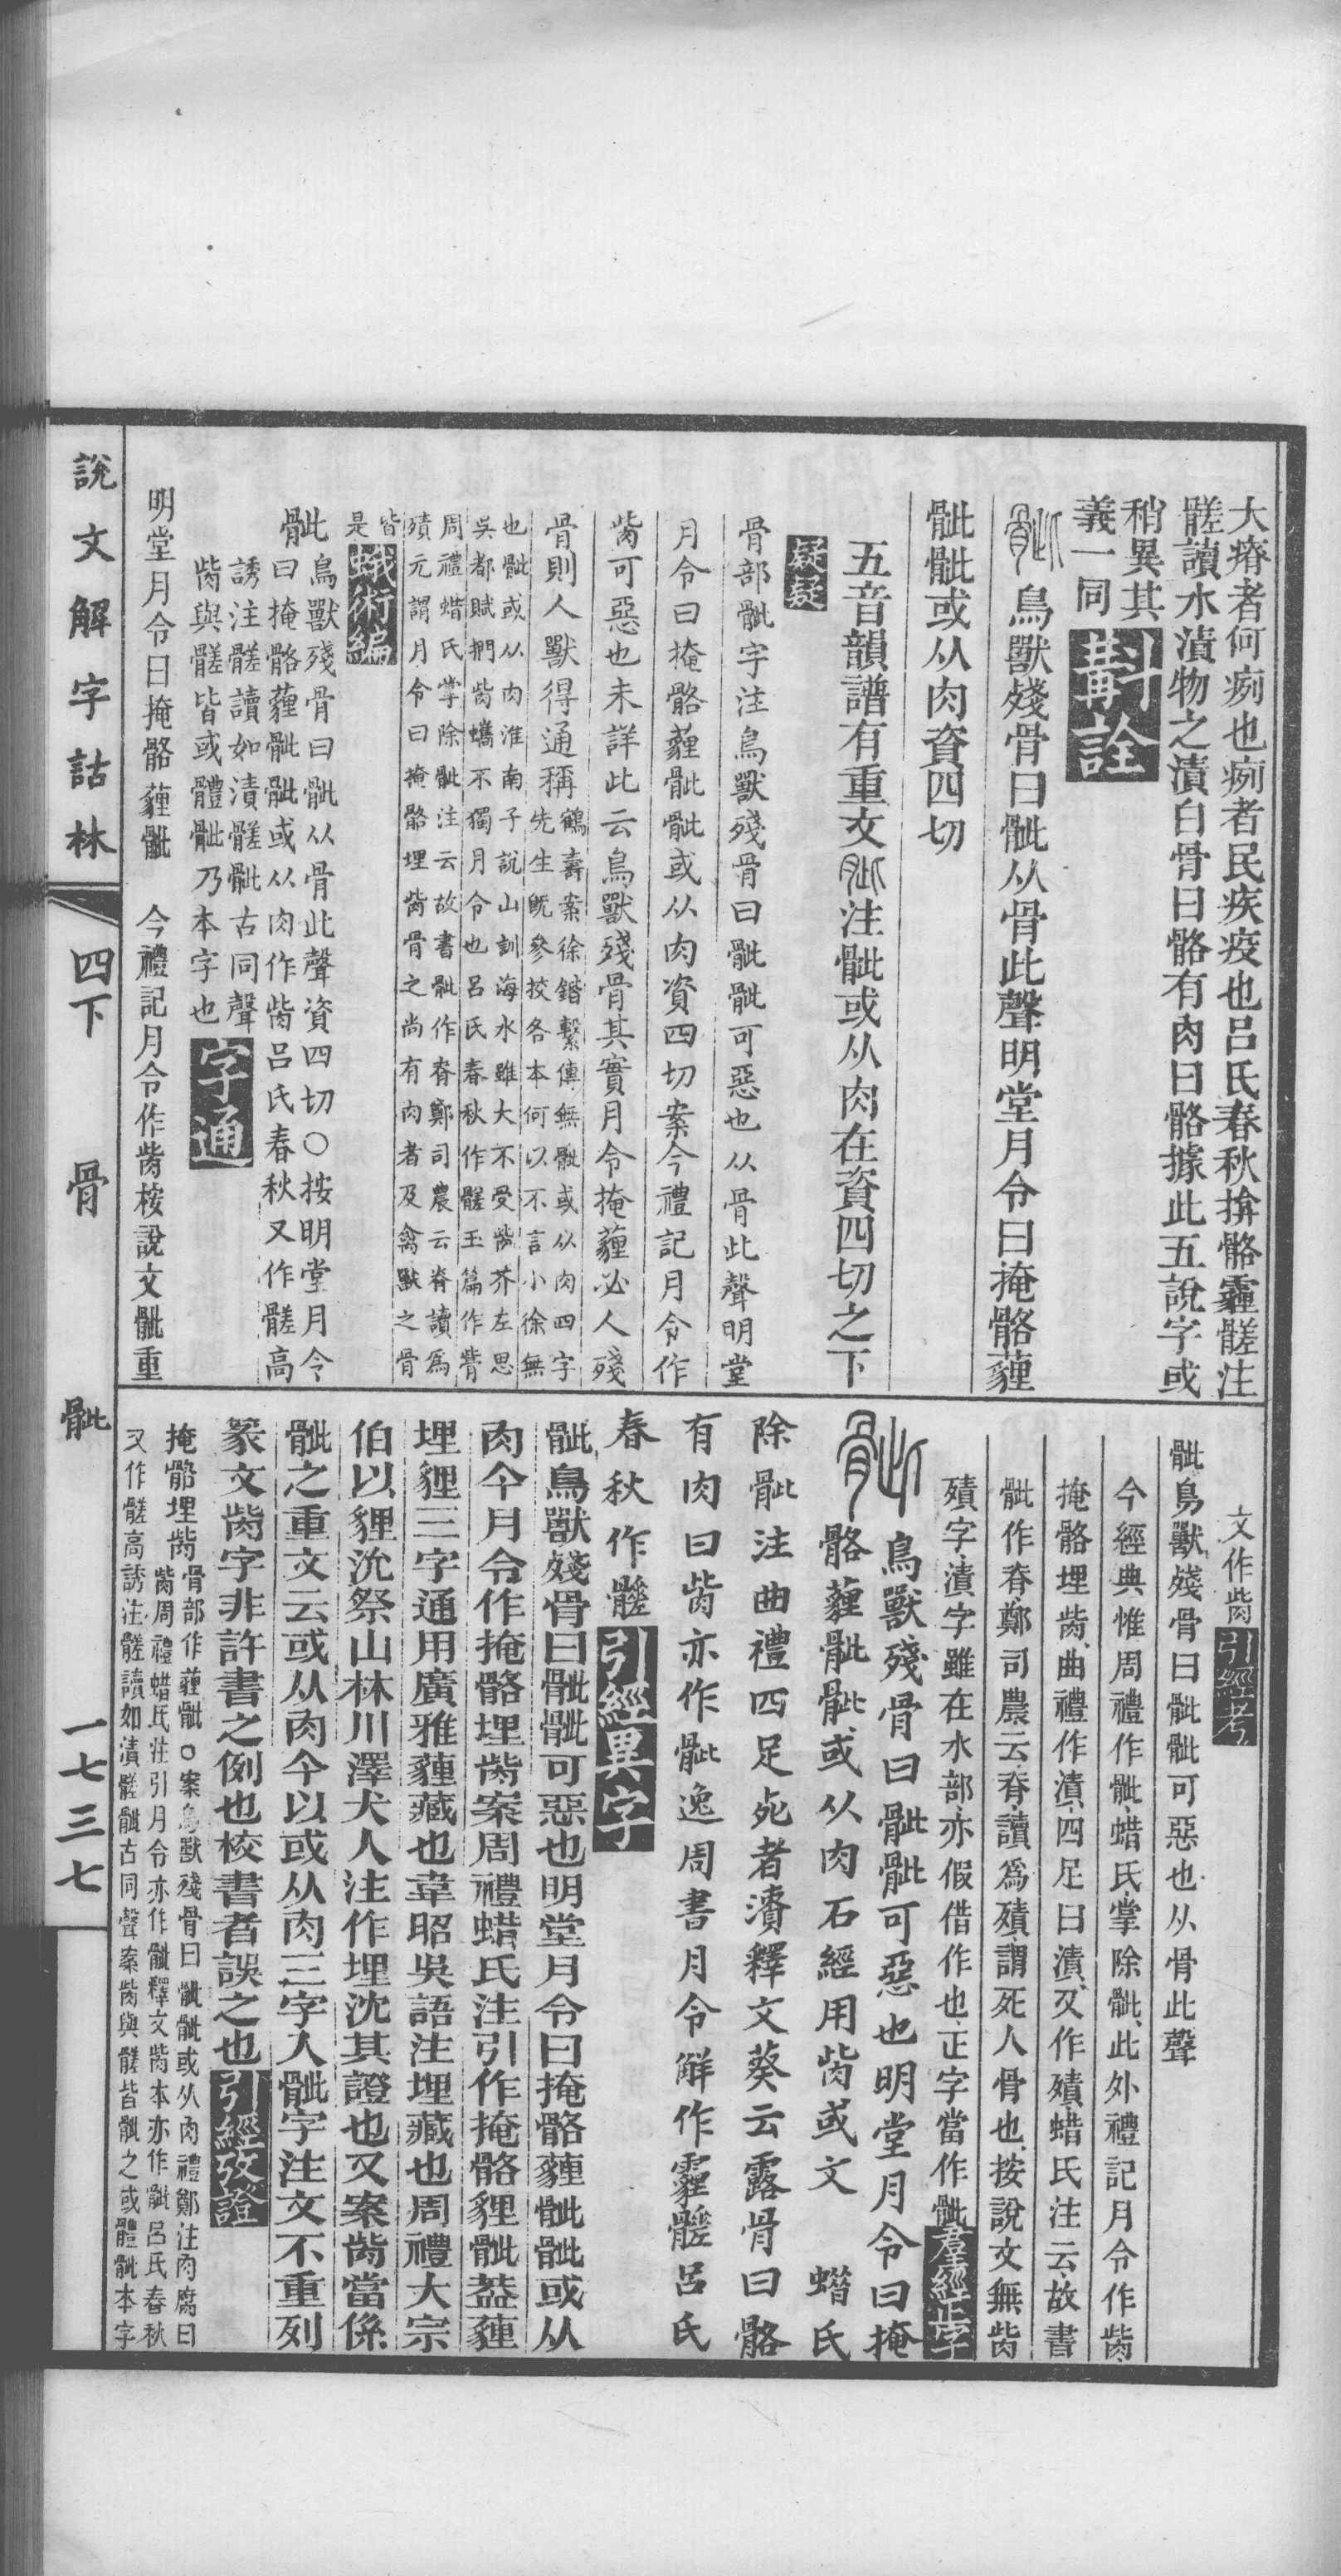 大瘠者何㾐也㾐者民疾疫也呂氏春秋揜骼霾髊注
髊讀水漬物之漬白骨曰骼有肉曰骼據此五說字或
稍異其
義一同
斠詮
鳥獸殘骨曰骴从骨此聲明堂月令曰掩骼薶
骴骴或从肉資四切
五音韻譜有重文注骴或从肉在資四切之下
疑疑
骨部骴字注鳥獸殘骨曰骴骴可惡也从骨此聲明堂
月令曰掩骼薶骴骴或从肉資四切案今禮記月令作
胔可惡也未詳此云鳥獸殘骨其實月令掩薶必人殘
骨則人獸得通稱
鶴壽案徐鍇繫傳無骴或从肉四字
先生旣參挍各本何以不言小徐無
也骴或从肉淮南子說山訓海水雖大不受胔芥左思
吳都賦捫胔蠵不獨月令也呂氏春秋作髊玉篇作胔
周禮蜡氏掌除骴注云故書骴作脊鄭司農云脊讀爲
殨元謂月令曰掩骼埋胔骨之尚有肉者及禽獸之骨
皆
是
蛾術編
骴鳥獸殘骨曰骴从骨此聲資四切○按明堂月令
曰掩骼薶骴骴或从肉作胔呂氏春秋又作髊高
誘注髊讀如漬髊骴古同聲
胔與髊皆或體骴乃本字也
字通
明堂月令曰掩骼薶骴　今禮記月令作胔桉說文骴重
文作胔
引經考
骴鳥獸殘骨曰骴骴可惡也从骨此聲
今經典惟周禮作骴蜡氏掌除骴此外禮記月令作胔
掩骼埋胔曲禮作漬四足曰漬又作殨蜡氏注云故書
骴作脊鄭司農云脊讀爲殨謂死人骨也按說文無胔
殨字漬字雖在水部亦假借作也正字當作骴
羣經正字
鳥獸殘骨曰骴骴可惡也明堂月令曰掩
骼薶骴骴或从肉石經用胔或文　蜡氏
除骴注曲禮四足死者漬釋文蔡云露骨曰骼
有肉曰胔亦作骴逸周書月令解作霾髊呂氏
春秋作髊
引經異字
骴鳥獸殘骨曰骴骴可惡也明堂月令曰掩骼薶骴骴或从
肉今月令作掩骼埋胔案周禮蜡氏注引作掩骼貍骴葢薶
埋貍三字通用廣雅薶藏也韋昭吳語注埋藏也周禮大宗
伯以貍沈祭山林川澤犬人注作埋沈其證也又案胔當係
骴之重文云或从肉今以或从肉三字入骴字注文不重列
篆文胔字非許書之例也校書者誤之也
引經攷證
掩骼埋胔
骨部作薶骴○案鳥獸殘骨曰骴骴或从肉禮鄭注肉腐曰
胔周禮蜡氏注引月令亦作骴釋文胔本亦作骴呂氏春秋
又作髊高誘注髊讀如漬髊骴古同聲案胔與髊皆骴之或體骴本字
說文解字詁林
四下
骨
骴
一七三七